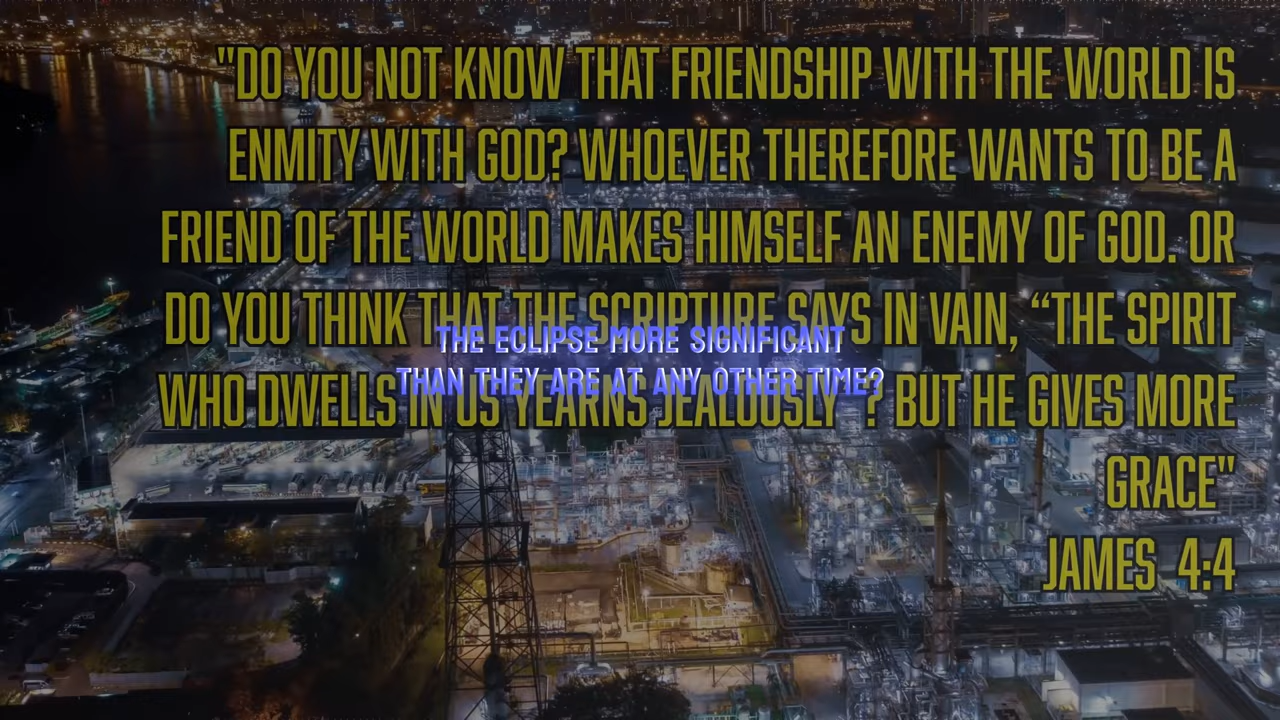 "DO YOU NOT KNOW THAT FRIENDSHIP WITH THE WORLD IS
ENMITY WITH GOD? WHOEVER THEREFORE WANTS TO BE A
FRIEND OF THE WORLD MAKES HIMSELF AN ENEMY OF GOD. OR
DO YOU THINK THAT THE SCRIPTURE SAYS IN VAIN, “THE SPIRIT
WHO DWELLS IN US YEARNS JEALOUSLY"? BUT HE GIVES MORE
GRACE"
JAMES 4:4
THE ECLIPSE MORE SIGNIFICANT
THAN THEY ARE AT ANY OTHER TIME?